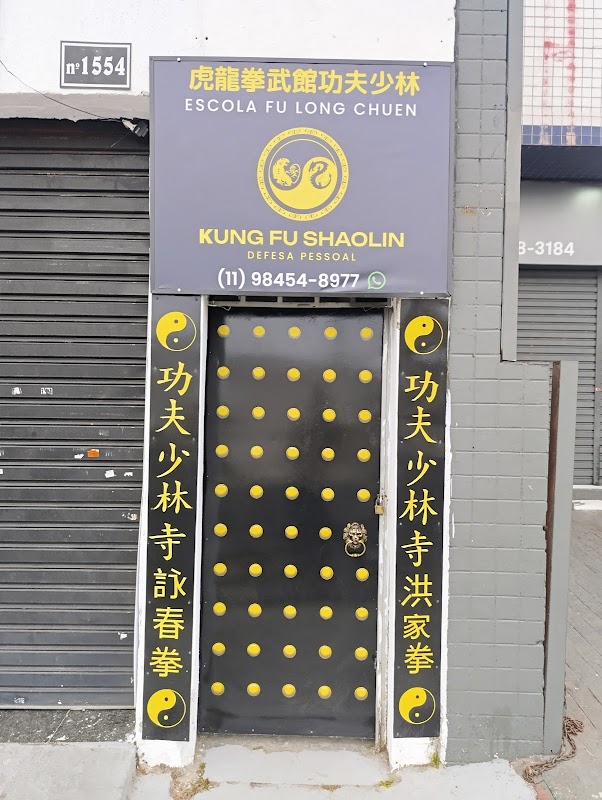 nº1554
虎龍拳武館功夫少林
ESCOLA FU LONG CHUEN
KUNG FU SHAOLIN
DEFESA PESSOAL
(11) 98454-8977
功夫少林寺詠春拳
功夫少林寺洪家拳
3-3184